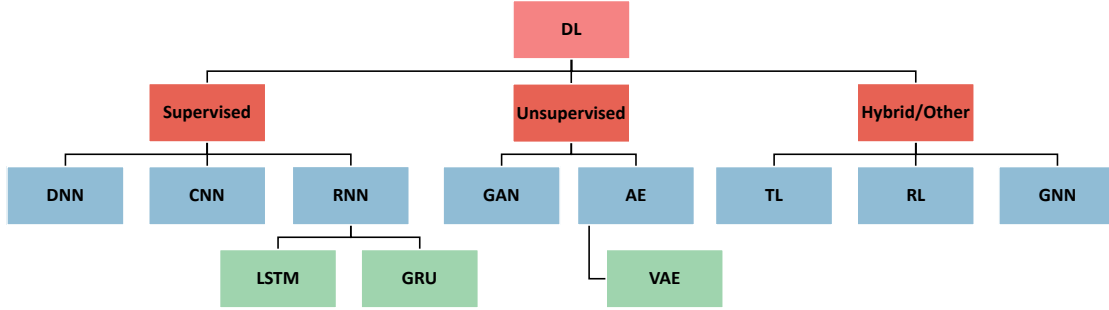 DL
Supervised
Unsupervised
Hybrid/Other
DNN
CNN
RNN
GAN
AE
TL
RL
GNN
LSTM
GRU
VAE